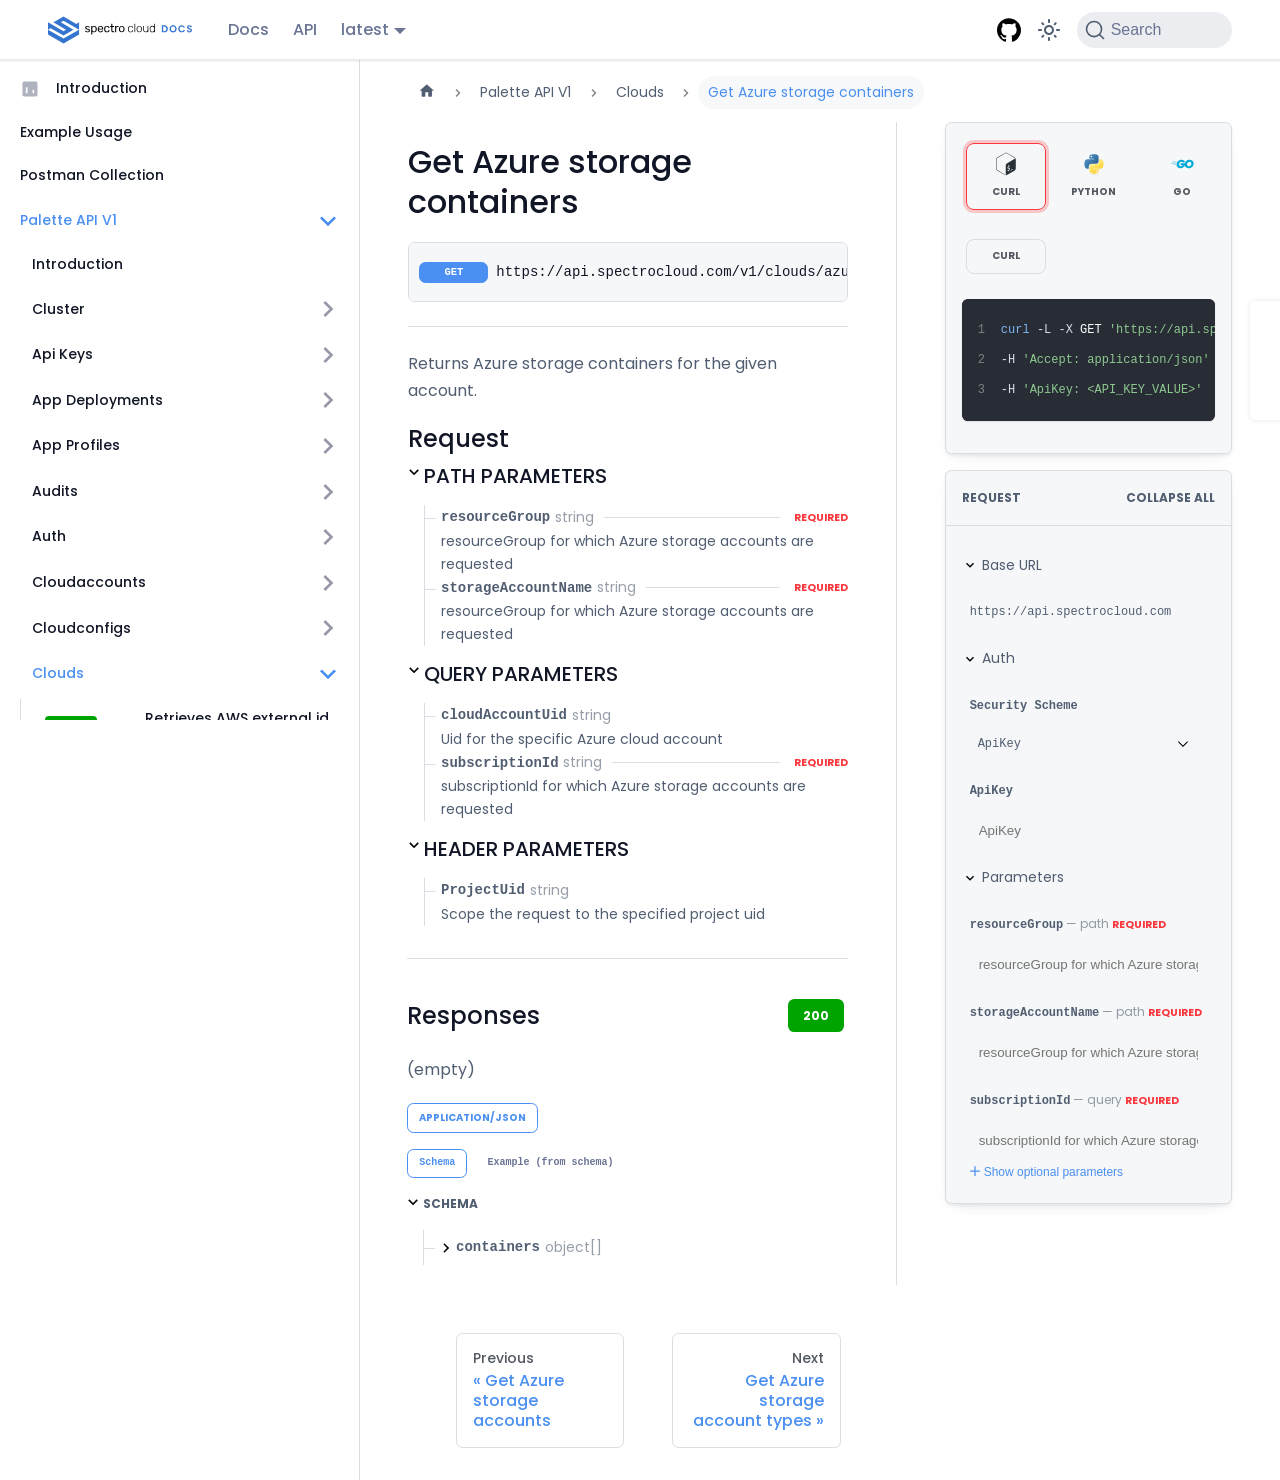 spectro cloud DOCS
Docs
API
latest
Search
Introduction
Example Usage
Postman Collection
Palette API V1
Introduction
Cluster
Api Keys
App Deployments
App Profiles
Audits
Auth
Cloudaccounts
Cloudconfigs
Clouds
Retrieves AWS external id
Palette API V1
Clouds
Get Azure storage containers
Get Azure storage
containers
GET https://api.spectrocloud.com/v1/clouds/azu
Returns Azure storage containers for the given
account.
Request
PATH PARAMETERS
resourceGroup string REQUIRED
resourceGroup for which Azure storage accounts are
requested
storageAccountName string REQUIRED
resourceGroup for which Azure storage accounts are
requested
QUERY PARAMETERS
cloudAccountUid string
Uid for the specific Azure cloud account
subscriptionId string REQUIRED
subscriptionId for which Azure storage accounts are
requested
HEADER PARAMETERS
ProjectUid string
Scope the request to the specified project uid
Responses 200
(empty)
APPLICATION/JSON
Schema Example (from schema)
SCHEMA
containers object[]
Previous
« Get Azure
storage
accounts
Next
Get Azure
storage
account types »
CURL PYTHON GO
CURL
1 curl -L -X GET 'https://api.sp
2 -H 'Accept: application/json'
3 -H 'ApiKey: <API_KEY_VALUE>'
REQUEST COLLAPSE ALL
Base URL
https://api.spectrocloud.com
Auth
Security Scheme
ApiKey
ApiKey
ApiKey
Parameters
resourceGroup — path REQUIRED
resourceGroup for which Azure storag
storageAccountName — path REQUIRED
resourceGroup for which Azure storag
subscriptionId — query REQUIRED
subscriptionId for which Azure storage
Show optional parameters